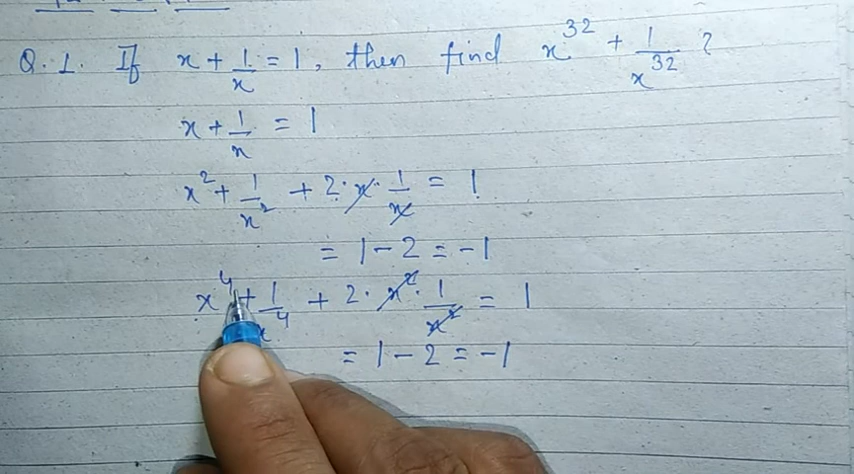 Q.1. If x + 1/x = 1, then find x^32 + 1/x^32 ?
x + 1/x = 1
x^2 + 1/x^2 + 2·x·1/x = 1
= 1 - 2 = -1
x^4 + 1/x^4 + 2·x^2·1/x^2 = 1
= 1 - 2 = -1